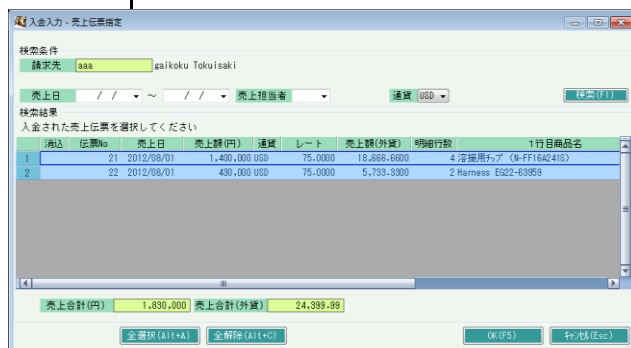 入金入力 - 売上伝票指定
検索条件
請求先 aaa gaikoku Tokuisaki
売上日 / / ～ / / 売上担当者 通貨 USD 検索(F1)
検索結果
入金された売上伝票を選択してください
消込 伝票No 売上日 売上額(円) 通貨 レート 売上額(外貨) 明細行数 1行目商品名
1 21 2012/08/01 1,400,000 USD 75.0000 18,666.6600 4 溶接用チップ (N-FF16A241S)
2 22 2012/08/01 430,000 USD 75.0000 5,733.3300 2 Harness EG22-63959
売上合計(円) 1,830,000 売上合計(外貨) 24,399.99
全選択(Alt+A) 全解除(Alt+C) OK(F5) キャンセル(Esc)